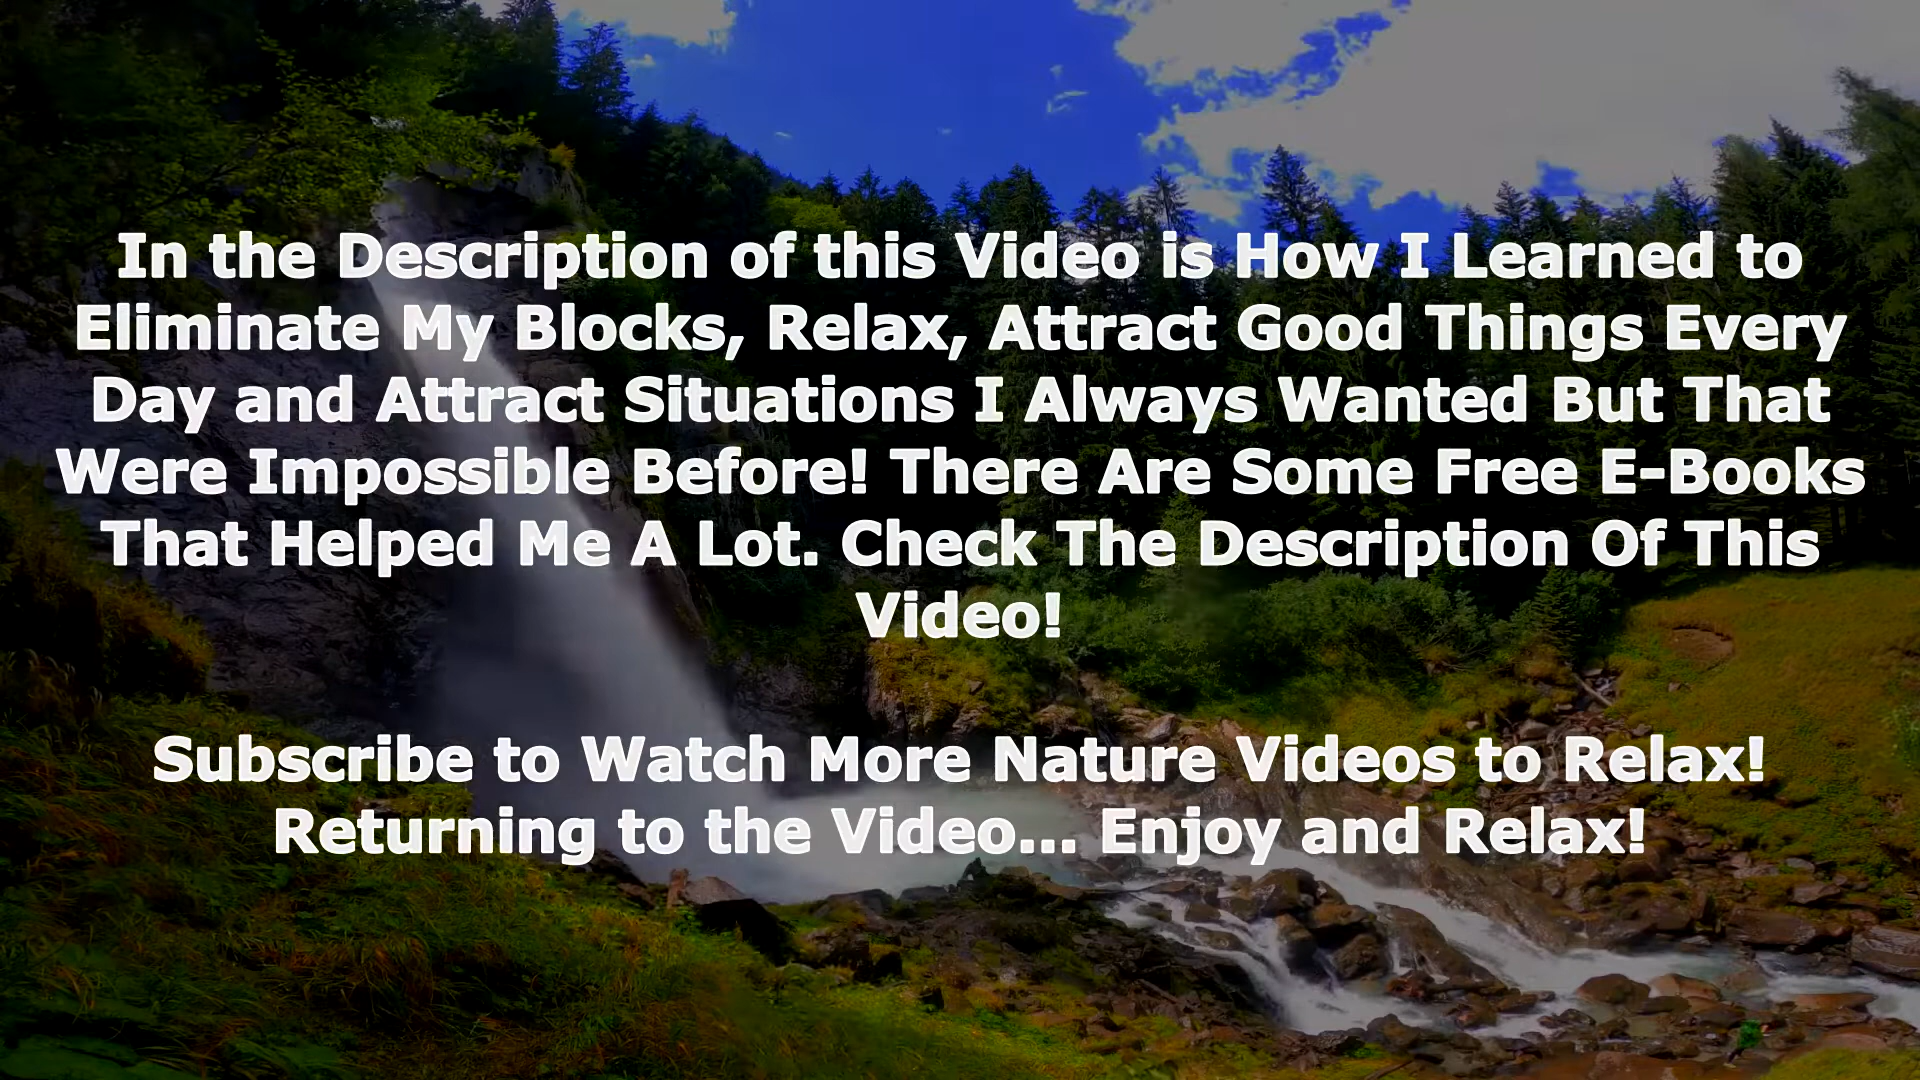 In the Description of this Video is How I Learned to
Eliminate My Blocks, Relax, Attract Good Things Every
Day and Attract Situations I Always Wanted But That
Were Impossible Before! There Are Some Free E-Books
That Helped Me A Lot. Check The Description Of This
Video!
Subscribe to Watch More Nature Videos to Relax!
Returning to the Video... Enjoy and Relax!